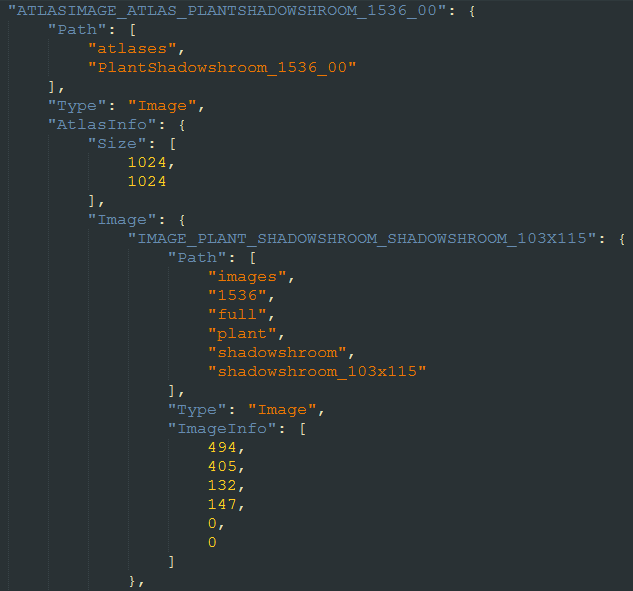 "ATLASIMAGE_ATLAS_PLANTSHADOWSHROOM_1536_00": {
"Path": [
"atlases",
"PlantShadowshroom_1536_00"
],
"Type": "Image",
"AtlasInfo": {
"Size": [
1024,
1024
],
"Image": {
"IMAGE_PLANT_SHADOWSHROOM_SHADOWSHROOM_103X115": {
"Path": [
"images",
"1536",
"full",
"plant",
"shadowshroom",
"shadowshroom_103x115"
],
"Type": "Image",
"ImageInfo": [
494,
405,
132,
147,
0,
0
]
},